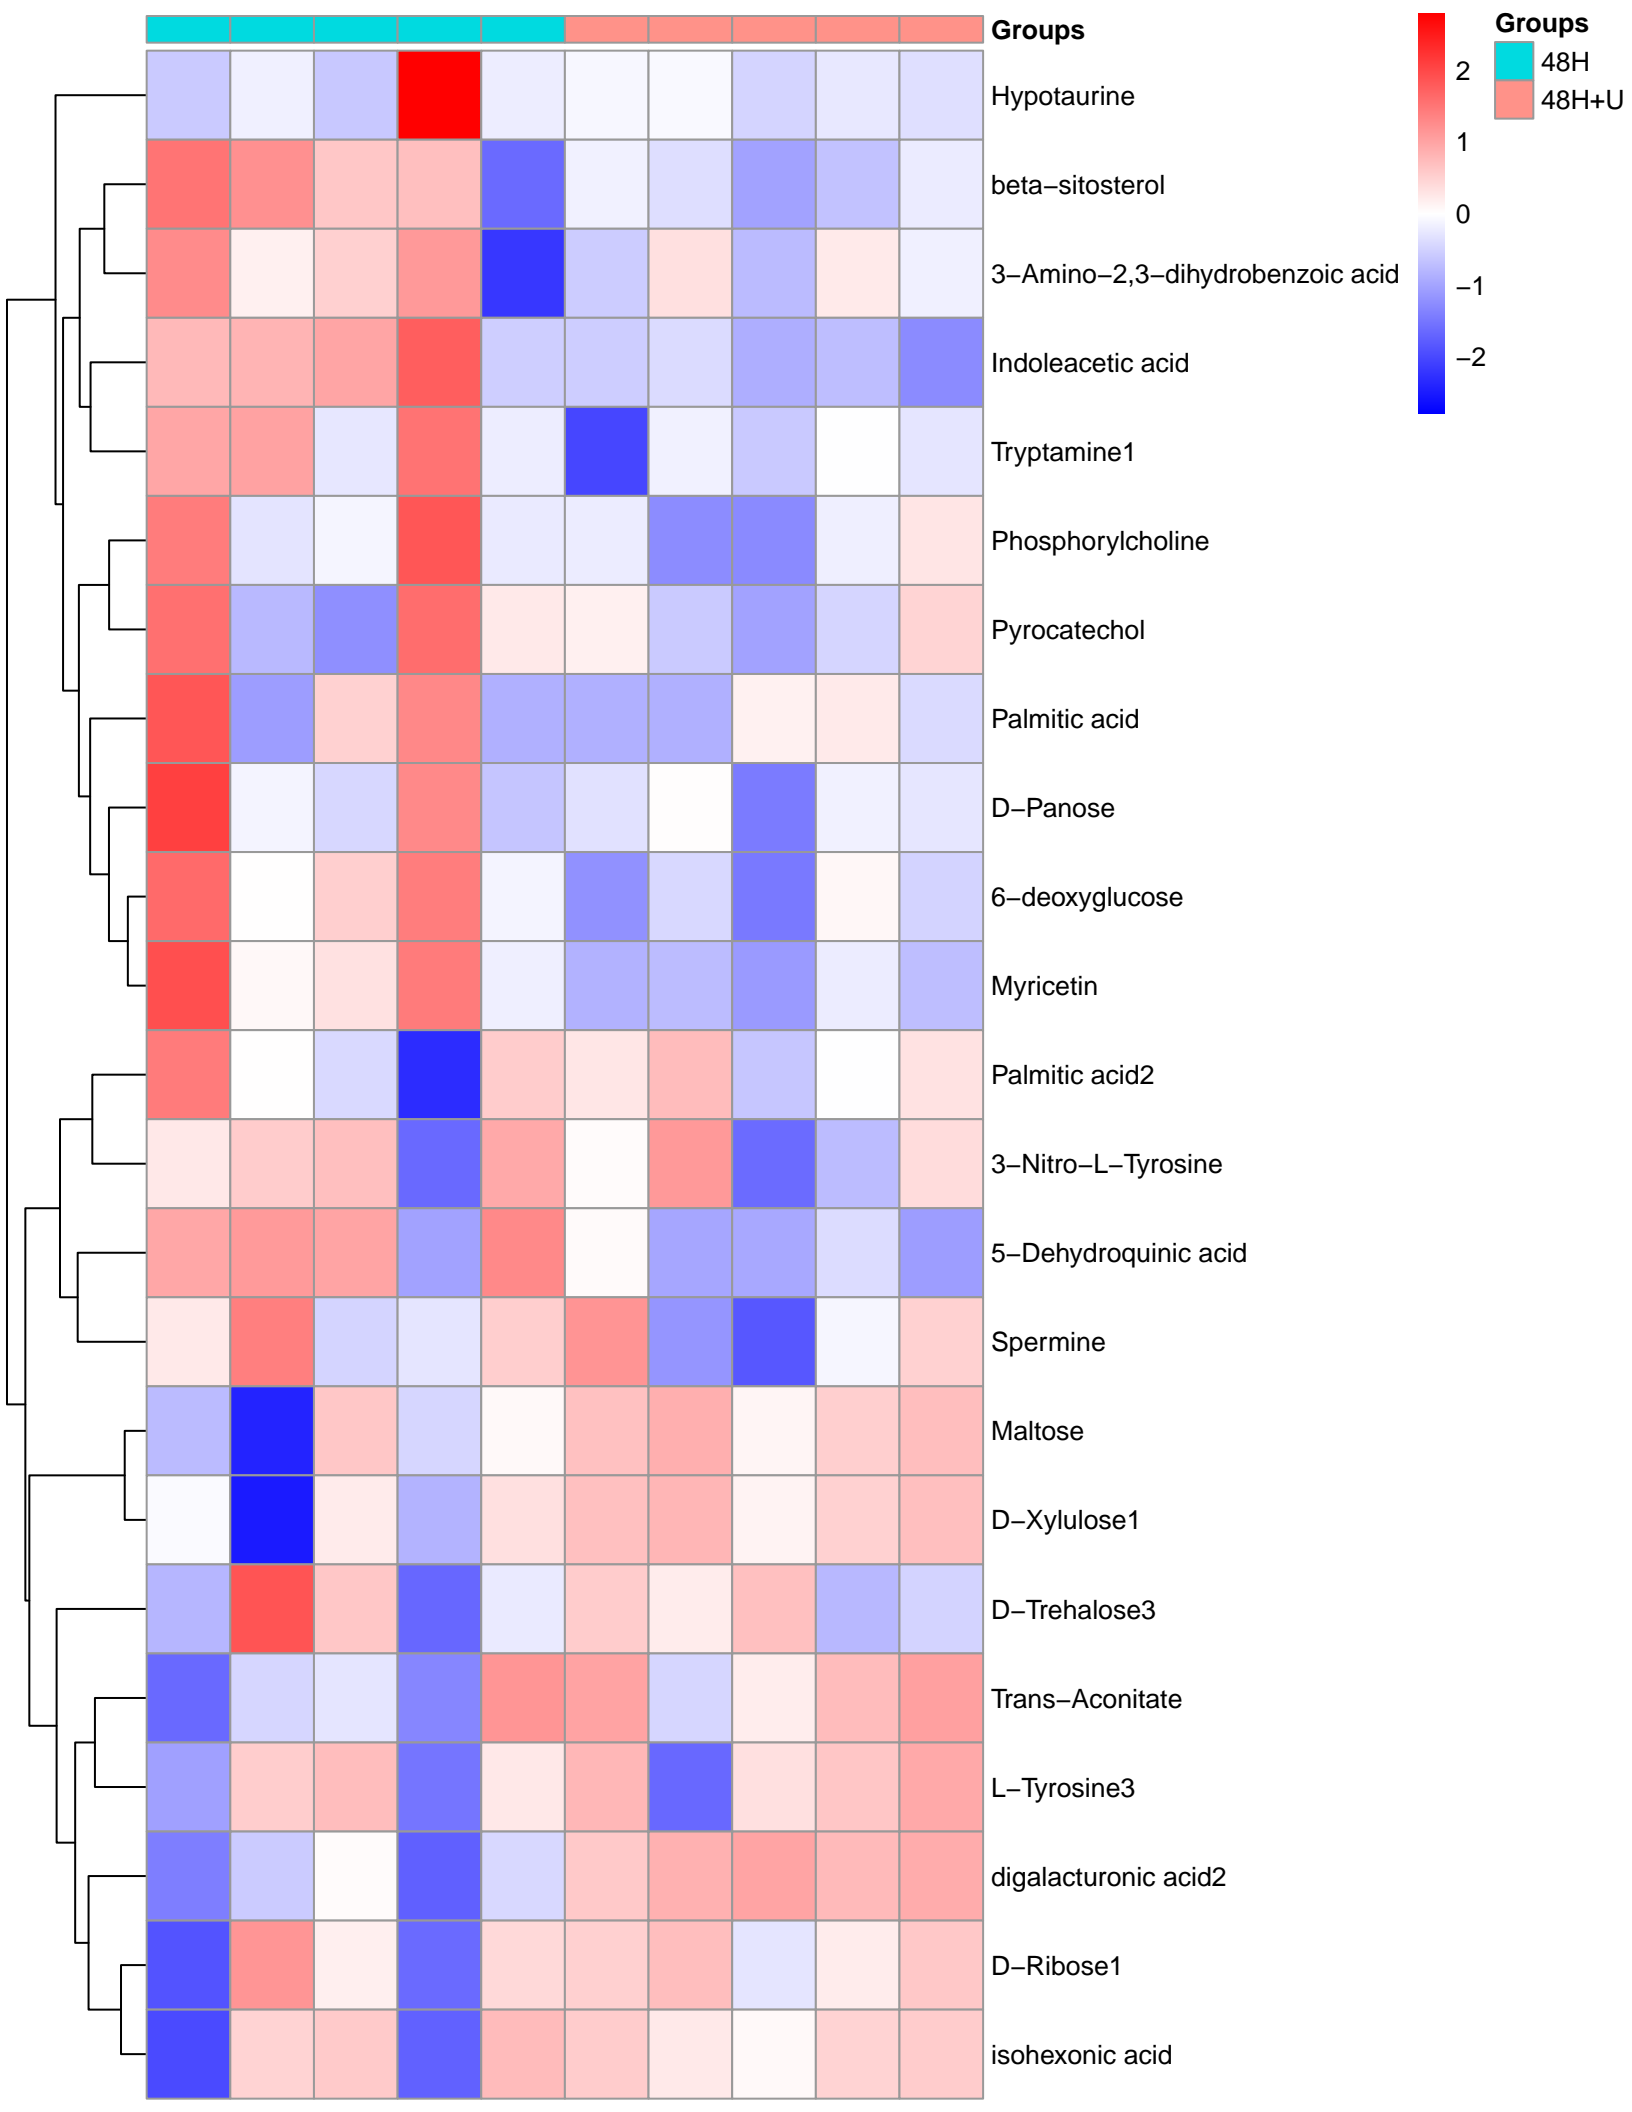 Groups
Hypotaurine
beta−sitosterol
3−Amino−2,3−dihydrobenzoic acid
Indoleacetic acid
Tryptamine1
Phosphorylcholine
Pyrocatechol
Palmitic acid
D−Panose
6−deoxyglucose
Myricetin
Palmitic acid2
3−Nitro−L−Tyrosine
5−Dehydroquinic acid
Spermine
Maltose
D−Xylulose1
D−Trehalose3
Trans−Aconitate
L−Tyrosine3
digalacturonic acid2
D−Ribose1
isohexonic acid
2
1
0
−1
−2
Groups
48H
48H+U